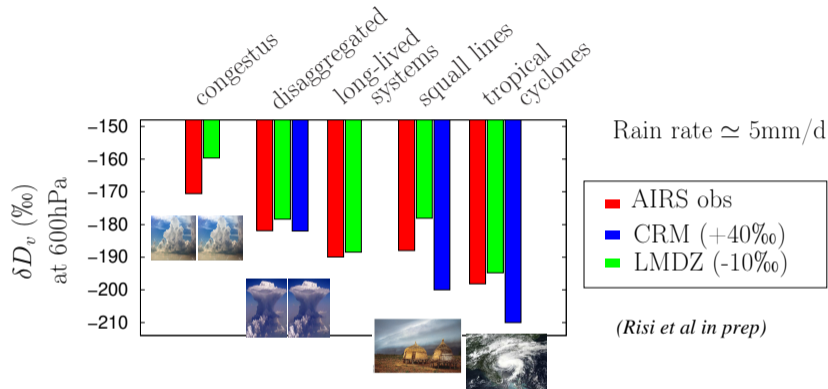 congestus
disaggregated
long-lived
systems
squall lines
tropical
cyclones
δDᵥ (‰)
at 600hPa
−150
−160
−170
−180
−190
−200
−210
Rain rate ≃ 5mm/d
AIRS obs
CRM (+40‰)
LMDZ (-10‰)
(Risi et al in prep)